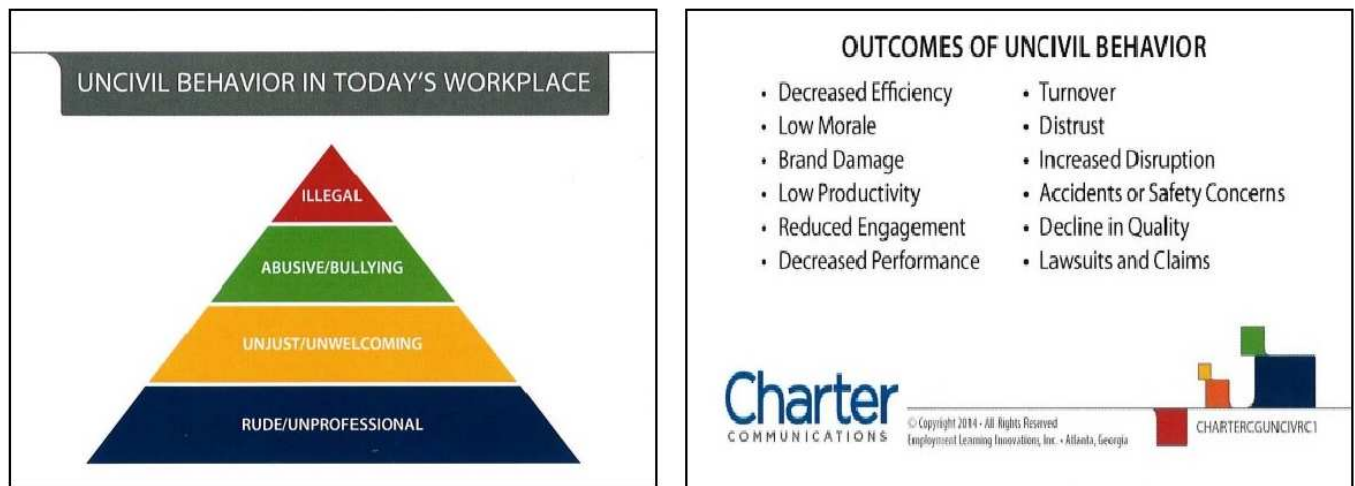 UNCIVIL BEHAVIOR IN TODAY'S WORKPLACE
ILLEGAL
ABUSIVE/BULLYING
UNJUST/UNWELCOMING
RUDE/UNPROFESSIONAL
OUTCOMES OF UNCIVIL BEHAVIOR
• Decreased Efficiency
• Low Morale
• Brand Damage
• Low Productivity
• Reduced Engagement
• Decreased Performance
• Turnover
• Distrust
• Increased Disruption
• Accidents or Safety Concerns
• Decline in Quality
• Lawsuits and Claims
Charter
COMMUNICATIONS
© Copyright 2014 • All Rights Reserved
Employment Learning Innovations, Inc. • Atlanta, Georgia
CHARTERCGUNCIVRC1